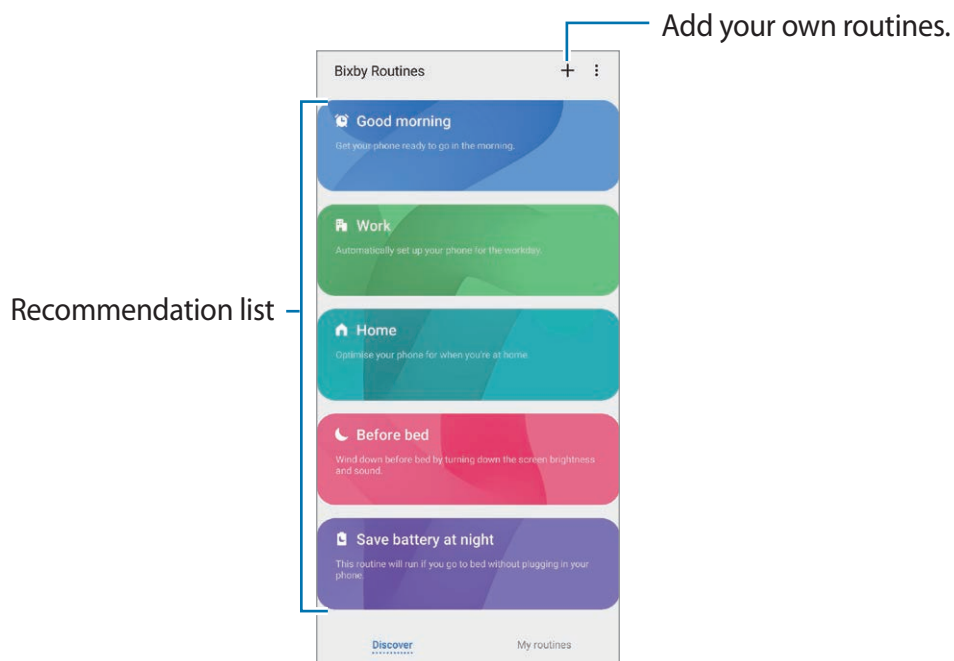 Add your own routines.
Bixby Routines
Good morning
Get your phone ready to go in the morning.
Work
Automatically set up your phone for the workday.
Recommendation list
Home
Optimise your phone for when you're at home.
Before bed
Wind down before bed by turning down the screen brightness
and sound.
Save battery at night
This routine will run if you go to bed without plugging in your
phone.
Discover
My routines